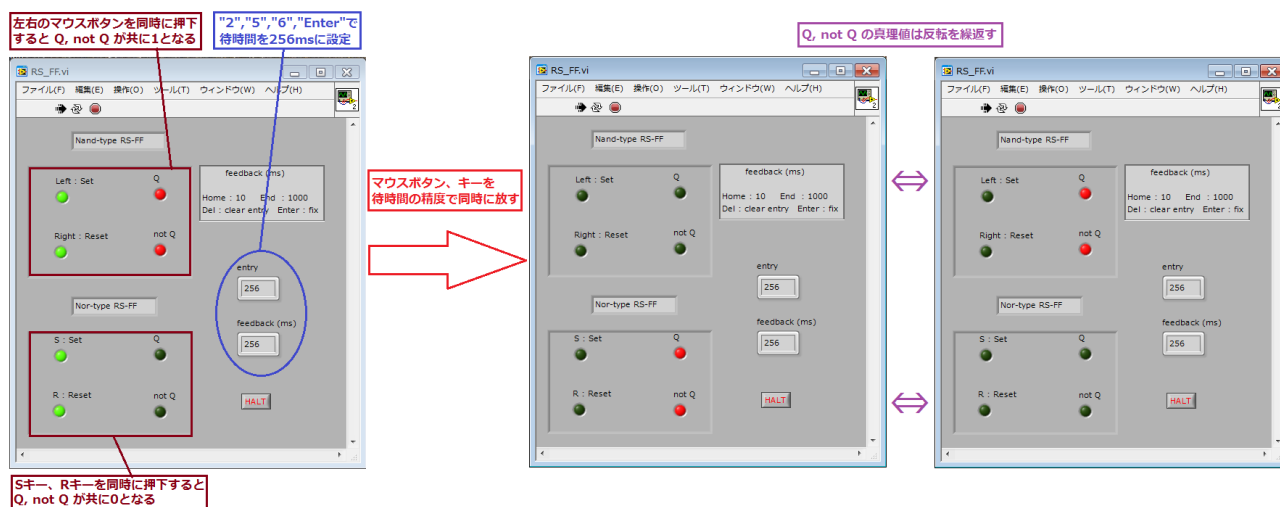 左右のマウスボタンを同時に押下
すると Q, not Q が共に1となる
"2","5","6","Enter"で
待時間を256msに設定
RS_FF.vi
ファイル(F) 編集(E) 操作(O) ツール(T) ウィンドウ(W) ヘルプ(H)
2
Nand-type RS-FF
Left : Set
Q
Right : Reset
not Q
feedback (ms)
Home : 10 End : 1000
Del : clear entry Enter : fix
entry
256
Nor-type RS-FF
feedback (ms)
256
S : Set
Q
R : Reset
not Q
HALT
Sキー、Rキーを同時に押下すると
Q, not Q が共に0となる
マウスボタン、キーを
待時間の精度で同時に放す
Q, not Q の真理値は反転を繰返す
RS_FF.vi
ファイル(F) 編集(E) 操作(O) ツール(T) ウィンドウ(W) ヘルプ(H)
2
Nand-type RS-FF
Left : Set
Q
Right : Reset
not Q
feedback (ms)
Home : 10 End : 1000
Del : clear entry Enter : fix
entry
256
Nor-type RS-FF
feedback (ms)
256
S : Set
Q
R : Reset
not Q
HALT
RS_FF.vi
ファイル(F) 編集(E) 操作(O) ツール(T) ウィンドウ(W) ヘルプ(H)
2
Nand-type RS-FF
Left : Set
Q
Right : Reset
not Q
feedback (ms)
Home : 10 End : 1000
Del : clear entry Enter : fix
entry
256
Nor-type RS-FF
feedback (ms)
256
S : Set
Q
R : Reset
not Q
HALT